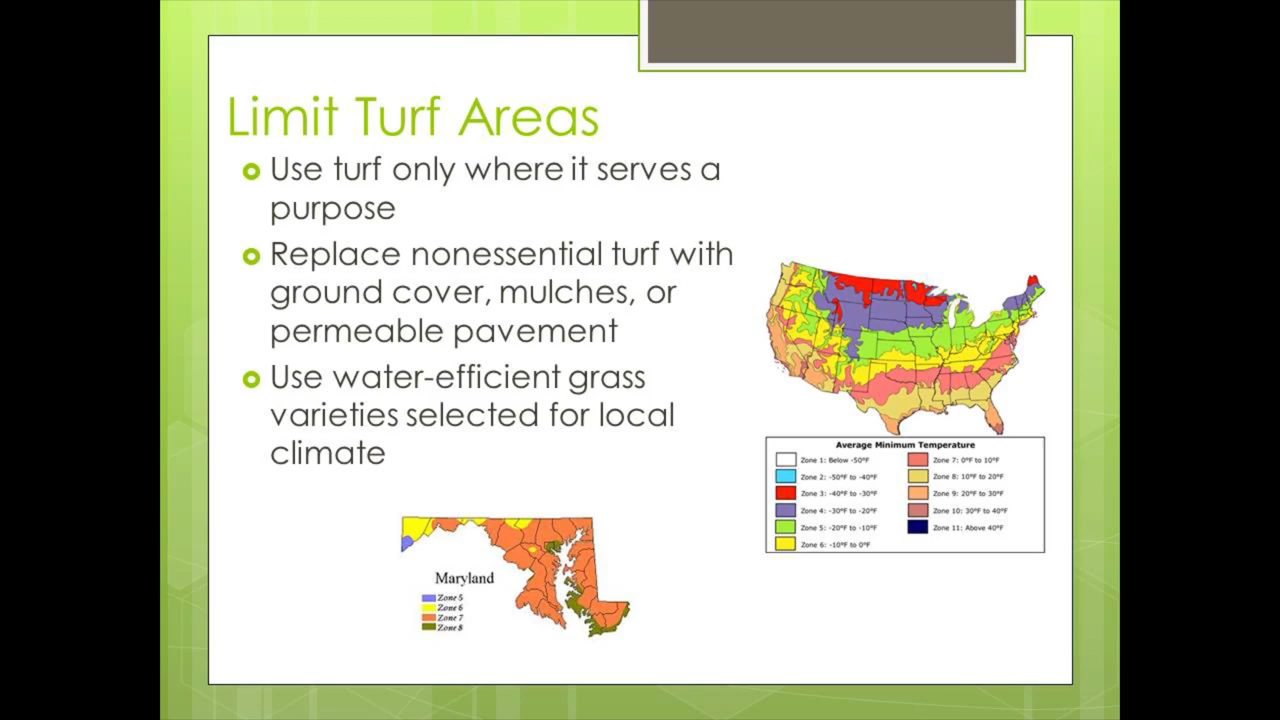 Limit Turf Areas
Use turf only where it serves a
purpose
Replace nonessential turf with
ground cover, mulches, or
permeable pavement
Use water-efficient grass
varieties selected for local
climate
Average Minimum Temperature
Zone 1: Below -50°F
Zone 2: -50°F to -40°F
Zone 3: -40°F to -30°F
Zone 4: -30°F to -20°F
Zone 5: -20°F to -10°F
Zone 6: -10°F to 0°F
Zone 7: 0°F to 10°F
Zone 8: 10°F to 20°F
Zone 9: 20°F to 30°F
Zone 10: 30°F to 40°F
Zone 11: Above 40°F
Maryland
Zone 5
Zone 6
Zone 7
Zone 8